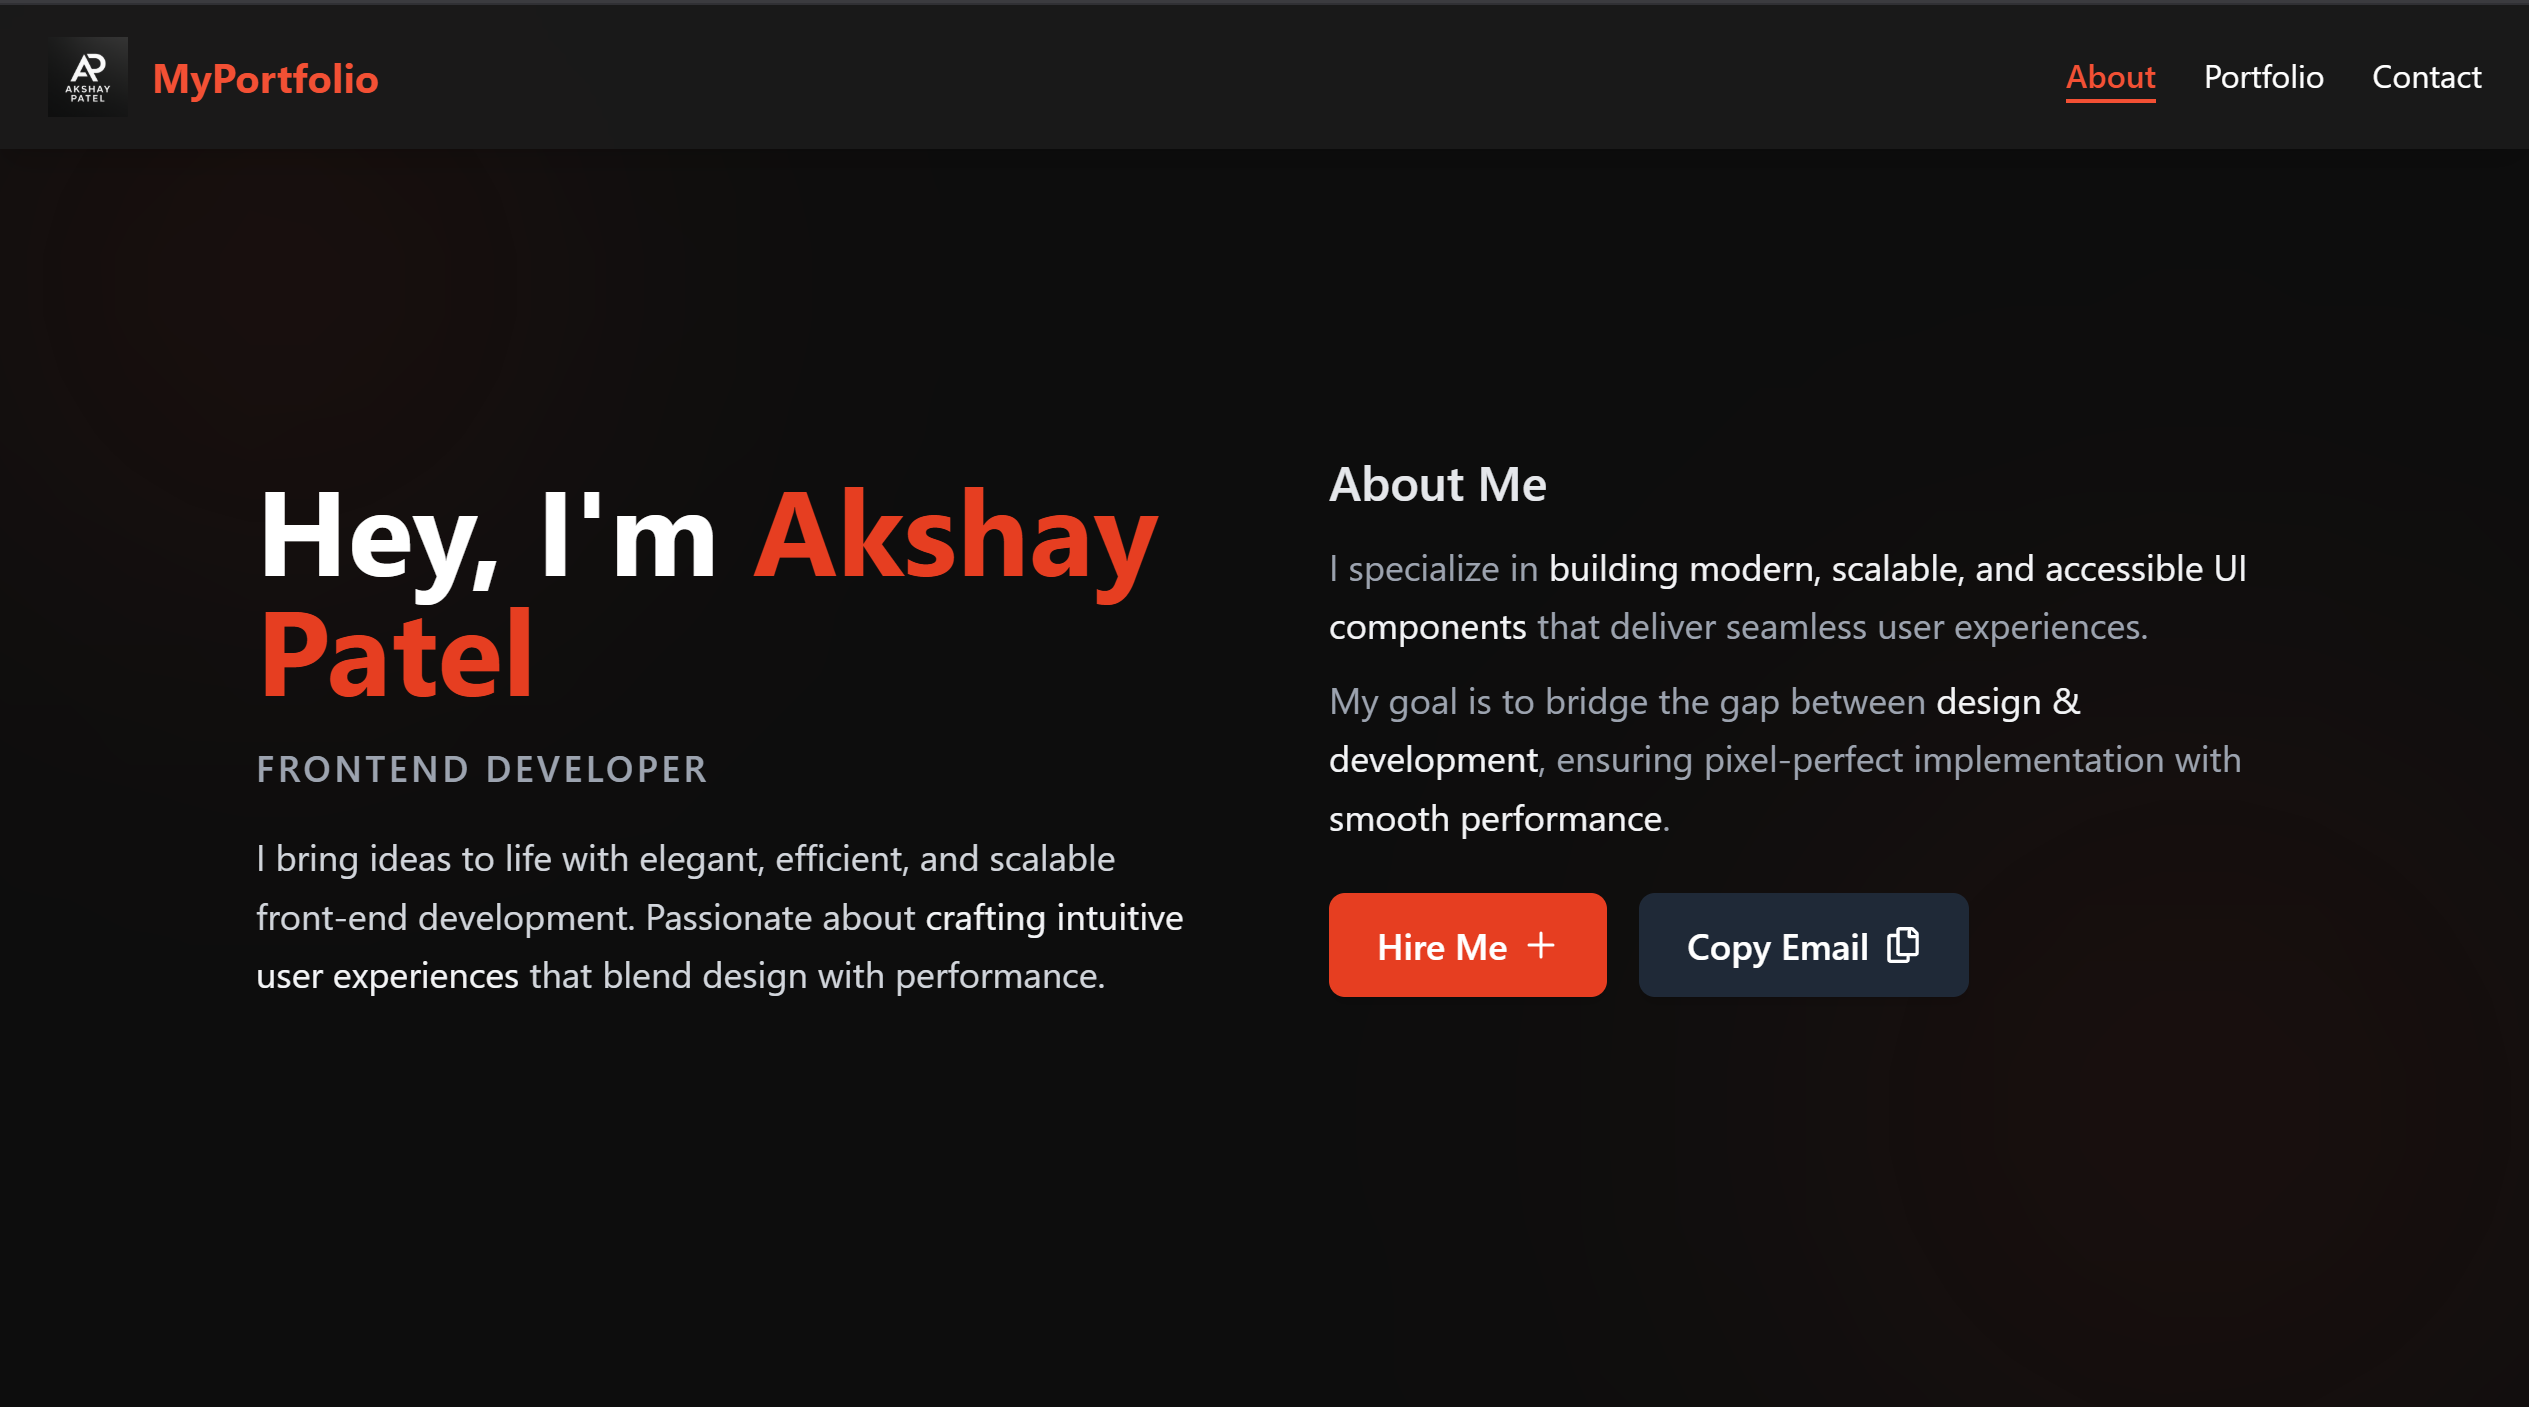 AP
AKSHAY
PATEL
MyPortfolio
About
Portfolio
Contact
Hey, I'm Akshay
Patel
FRONTEND DEVELOPER
I bring ideas to life with elegant, efficient, and scalable
front-end development. Passionate about crafting intuitive
user experiences that blend design with performance.
About Me
I specialize in building modern, scalable, and accessible UI
components that deliver seamless user experiences.
My goal is to bridge the gap between design &
development, ensuring pixel-perfect implementation with
smooth performance.
Hire Me +
Copy Email